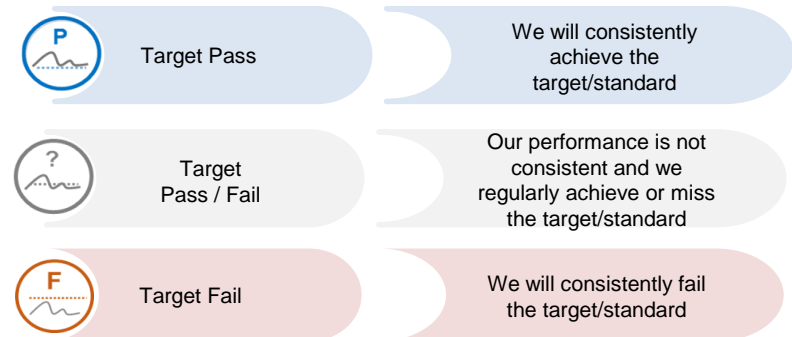 P
Target Pass
We will consistently
achieve the
target/standard
?
Target
Pass / Fail
Our performance is not
consistent and we
regularly achieve or miss
the target/standard
F
Target Fail
We will consistently fail
the target/standard